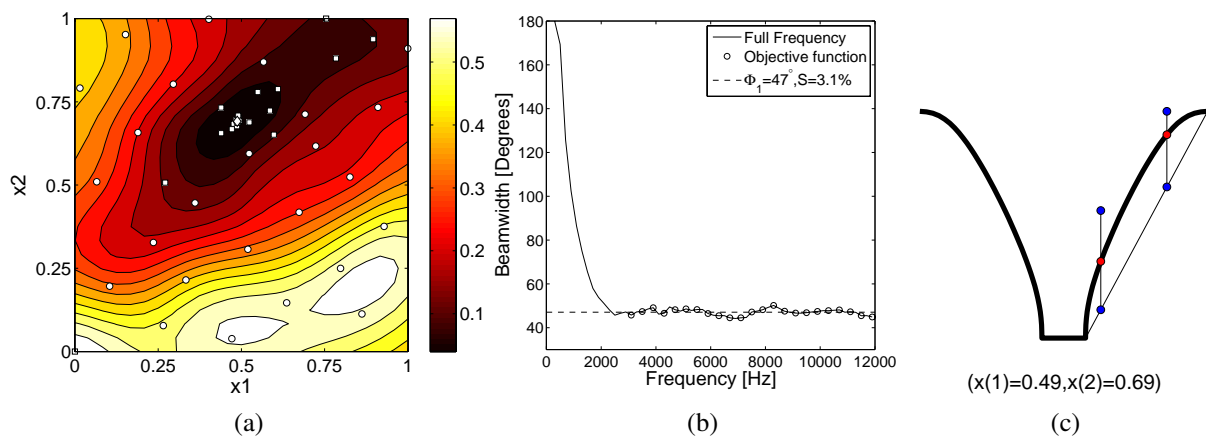 1
0.75
0.5
0.25
0
x2
0 0.25 0.5 0.75 1
x1
0.5
0.4
0.3
0.2
0.1
(a)
Beamwidth [Degrees]
180
160
140
120
100
80
60
40
0 2000 4000 6000 8000 10000 12000
Frequency [Hz]
Full Frequency
Objective function
Φ1=47°,S=3.1%
(b)
(x(1)=0.49,x(2)=0.69)
(c)